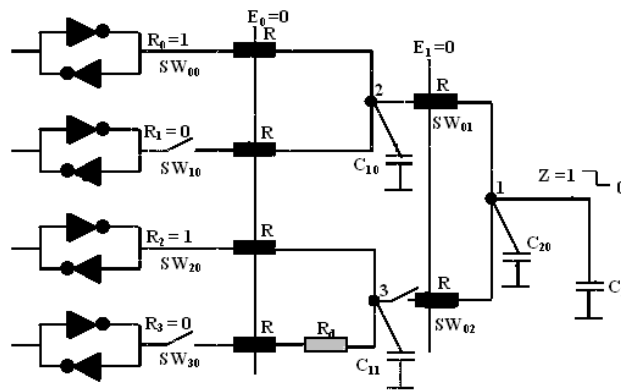 E₀=0
R₀=1
R
E₁=0
SW₀₀
2
R
R₁=0
R
SW₀₁
SW₁₀
C₁₀
Z=1
0
1
R₂=1
R
C₂₀
SW₂₀
3
R
C
R₃=0
R
R_d
SW₀₂
SW₃₀
C₁₁